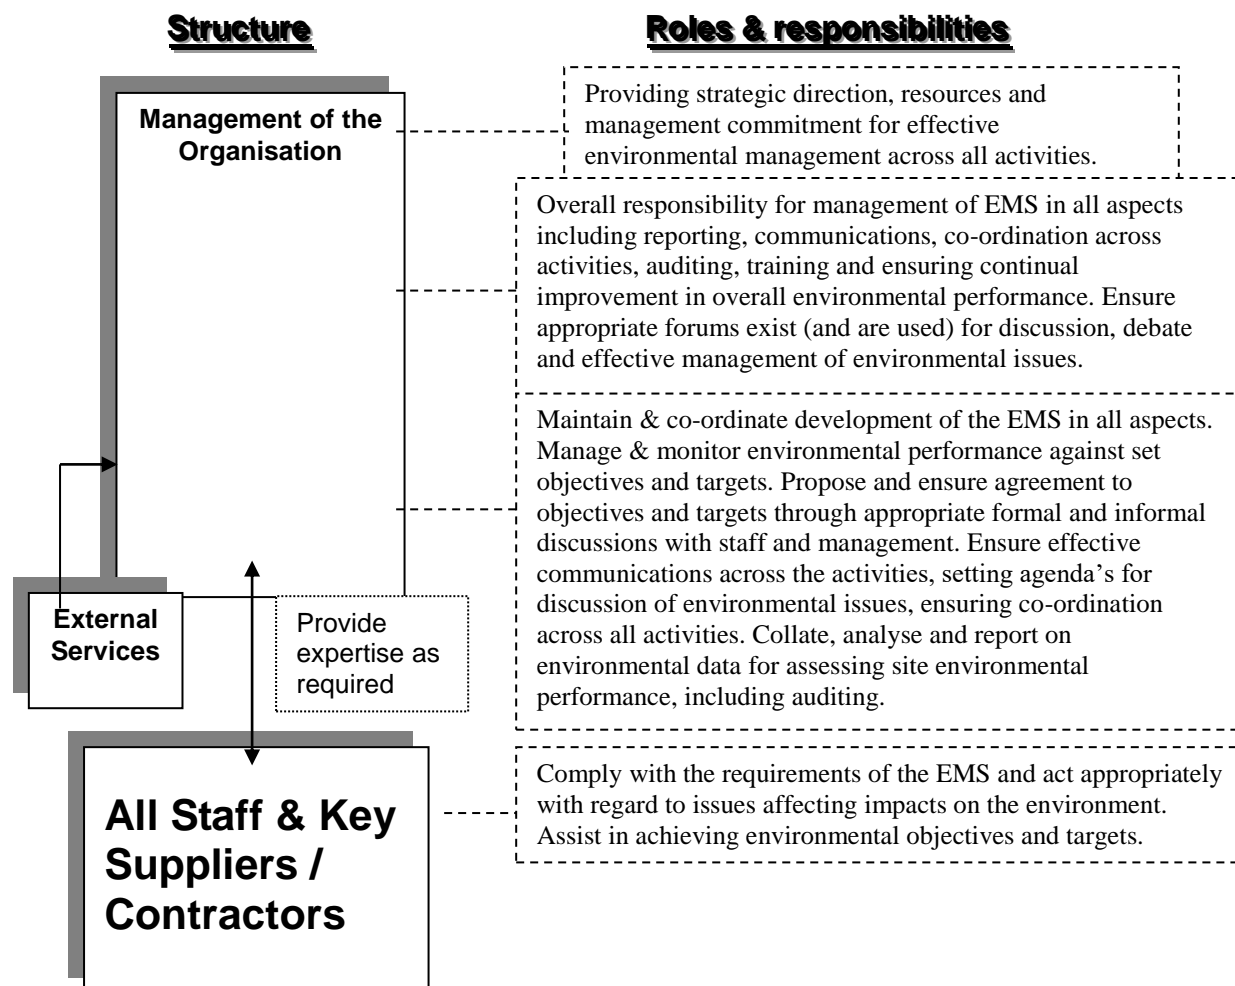 Structure
Roles & responsibilities
Management of the
Organisation
Providing strategic direction, resources and
management commitment for effective
environmental management across all activities.
Overall responsibility for management of EMS in all aspects
including reporting, communications, co-ordination across
activities, auditing, training and ensuring continual
improvement in overall environmental performance. Ensure
appropriate forums exist (and are used) for discussion, debate
and effective management of environmental issues.
Maintain & co-ordinate development of the EMS in all aspects.
Manage & monitor environmental performance against set
objectives and targets. Propose and ensure agreement to
objectives and targets through appropriate formal and informal
discussions with staff and management. Ensure effective
communications across the activities, setting agenda’s for
discussion of environmental issues, ensuring co-ordination
across all activities. Collate, analyse and report on
environmental data for assessing site environmental
performance, including auditing.
External
Services
Provide
expertise as
required
All Staff & Key
Suppliers /
Contractors
Comply with the requirements of the EMS and act appropriately
with regard to issues affecting impacts on the environment.
Assist in achieving environmental objectives and targets.